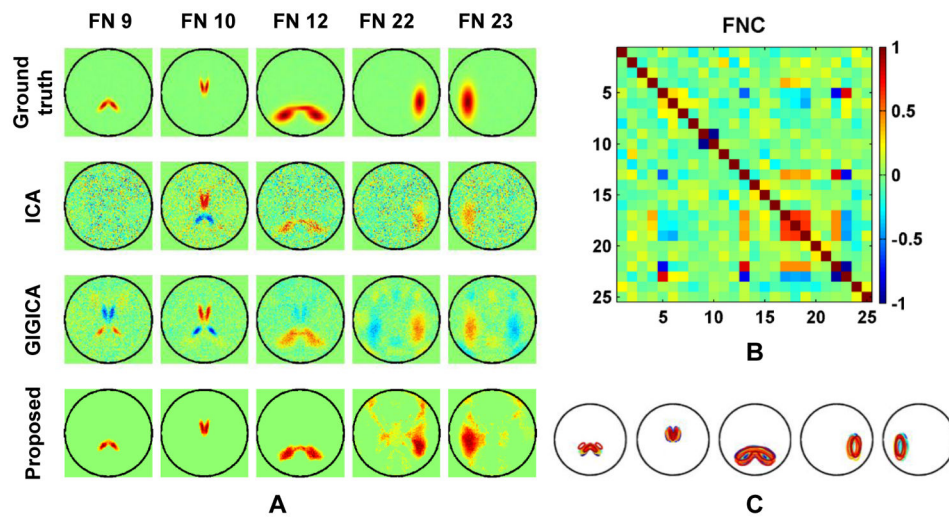 FN 9 FN 10 FN 12 FN 22 FN 23
Ground
truth
ICA
GIGICA
Proposed
A
FNC
5
10
15
20
25
5 10 15 20 25
1
0.5
0
-0.5
-1
B
C